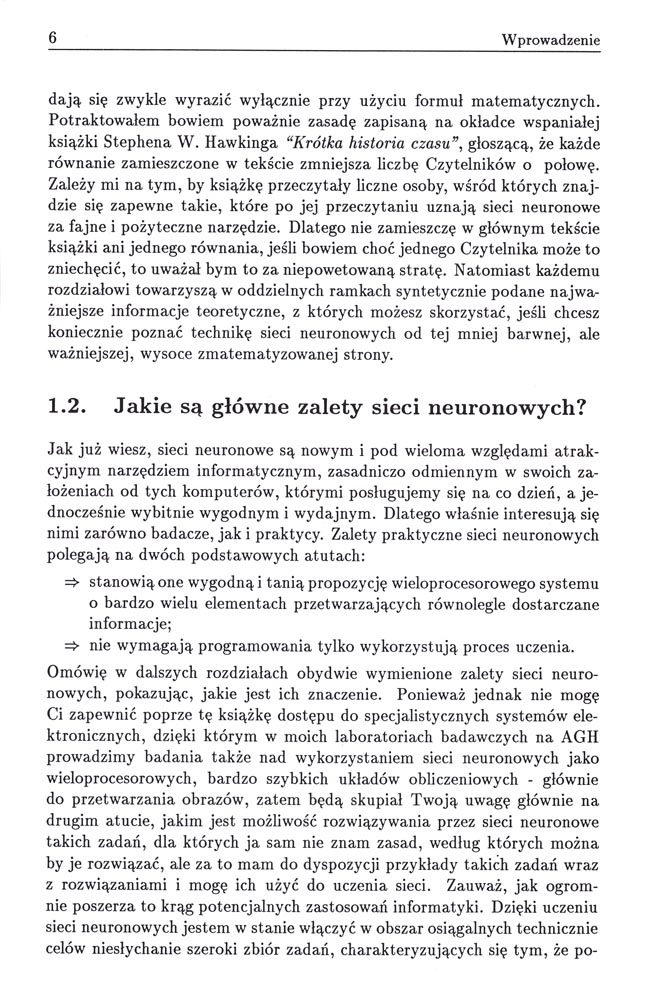 6 Wprowadzenie
dają się zwykle wyrazić wyłącznie przy użyciu formuł matematycznych.
Potraktowałem bowiem poważnie zasadę zapisaną na okładce wspaniałej
książki Stephena W. Hawkinga “Krótka historia czasu”, głoszącą, że każde
równanie zamieszczone w tekście zmniejsza liczbę Czytelników o połowę.
Zależy mi na tym, by książkę przeczytały liczne osoby, wśród których znaj-
dzie się zapewne takie, które po jej przeczytaniu uznają sieci neuronowe
za fajne i pożyteczne narzędzie. Dlatego nie zamieszczę w głównym tekście
książki ani jednego równania, jeśli bowiem choć jednego Czytelnika może to
zniechęcić, to uważał bym to za niepowetowaną stratę. Natomiast każdemu
rozdziałowi towarzyszą w oddzielnych ramkach syntetycznie podane najwa-
żniejsze informacje teoretyczne, z których możesz skorzystać, jeśli chcesz
koniecznie poznać technikę sieci neuronowych od tej mniej barwnej, ale
ważniejszej, wysoce zmatematyzowanej strony.
1.2. Jakie są główne zalety sieci neuronowych?
Jak już wiesz, sieci neuronowe są nowym i pod wieloma względami atrak-
cyjnym narzędziem informatycznym, zasadniczo odmiennym w swoich za-
łożeniach od tych komputerów, którymi posługujemy się na co dzień, a je-
dnocześnie wybitnie wygodnym i wydajnym. Dlatego właśnie interesują się
nimi zarówno badacze, jak i praktycy. Zalety praktyczne sieci neuronowych
polegają na dwóch podstawowych atutach:
⇒ stanowią one wygodną i tanią propozycję wieloprocesorowego systemu
o bardzo wielu elementach przetwarzających równolegle dostarczane
informacje;
⇒ nie wymagają programowania tylko wykorzystują proces uczenia.
Omówię w dalszych rozdziałach obydwie wymienione zalety sieci neuro-
nowych, pokazując, jakie jest ich znaczenie. Ponieważ jednak nie mogę
Ci zapewnić poprze tę książkę dostępu do specjalistycznych systemów ele-
ktronicznych, dzięki którym w moich laboratoriach badawczych na AGH
prowadzimy badania także nad wykorzystaniem sieci neuronowych jako
wieloprocesorowych, bardzo szybkich układów obliczeniowych - głównie
do przetwarzania obrazów, zatem będą skupiał Twoją uwagę głównie na
drugim atucie, jakim jest możliwość rozwiązywania przez sieci neuronowe
takich zadań, dla których ja sam nie znam zasad, według których można
by je rozwiązać, ale za to mam do dyspozycji przykłady takich zadań wraz
z rozwiązaniami i mogę ich użyć do uczenia sieci. Zauważ, jak ogrom-
nie poszerza to krąg potencjalnych zastosowań informatyki. Dzięki uczeniu
sieci neuronowych jestem w stanie włączyć w obszar osiągalnych technicznie
celów niesłychanie szeroki zbiór zadań, charakteryzujących się tym, że po-